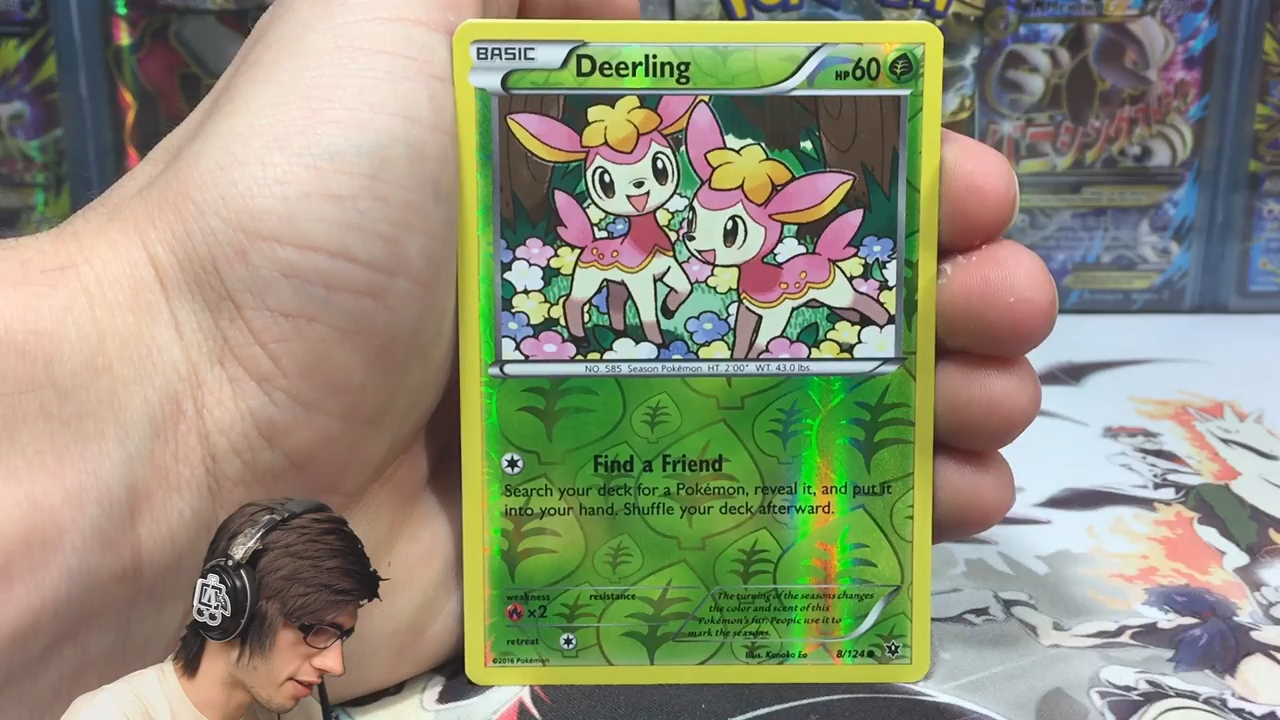 BASIC
Deerling
HP 60
NO. 585 Season Pokémon HT. 2'00" WT. 43.0 lbs.
Find a Friend
Search your deck for a Pokémon, reveal it, and put it
into your hand. Shuffle your deck afterward.
weakness
resistance
×2
retreat
The turning of the seasons changes
the color and scent of this
Pokémon's fur. People use it to
mark the seasons.
©2016 Pokémon
Illus. Kanako Eo
8/124